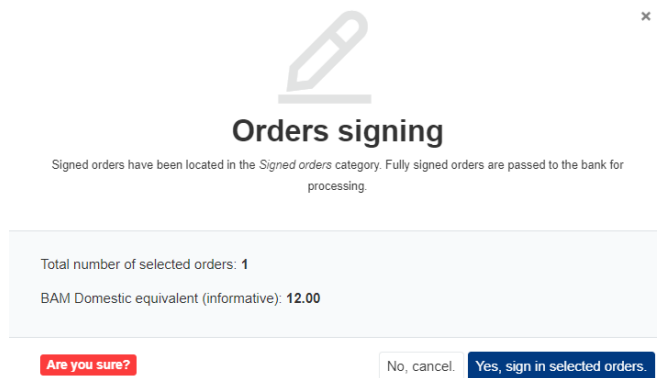 ×
Orders signing
Signed orders have been located in the Signed orders category. Fully signed orders are passed to the bank for
processing.
Total number of selected orders: 1
BAM Domestic equivalent (informative): 12.00
Are you sure?
No, cancel.
Yes, sign in selected orders.